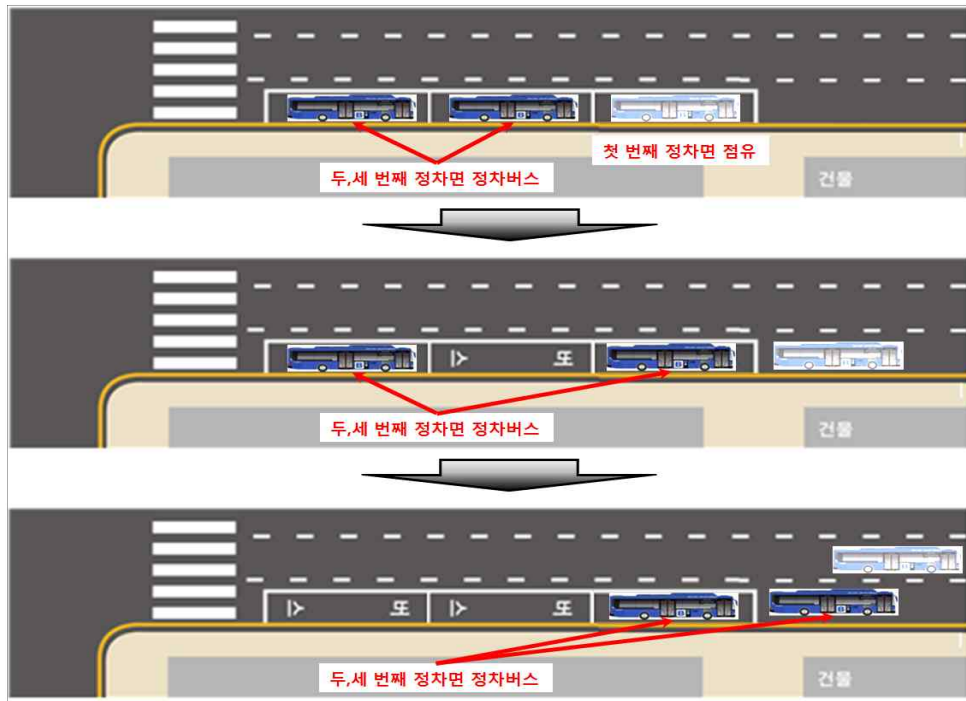 첫 번째 정차면 점유
두,세 번째 정차면 정차버스
건물
두,세 번째 정차면 정차버스
건물
두,세 번째 정차면 정차버스
건물